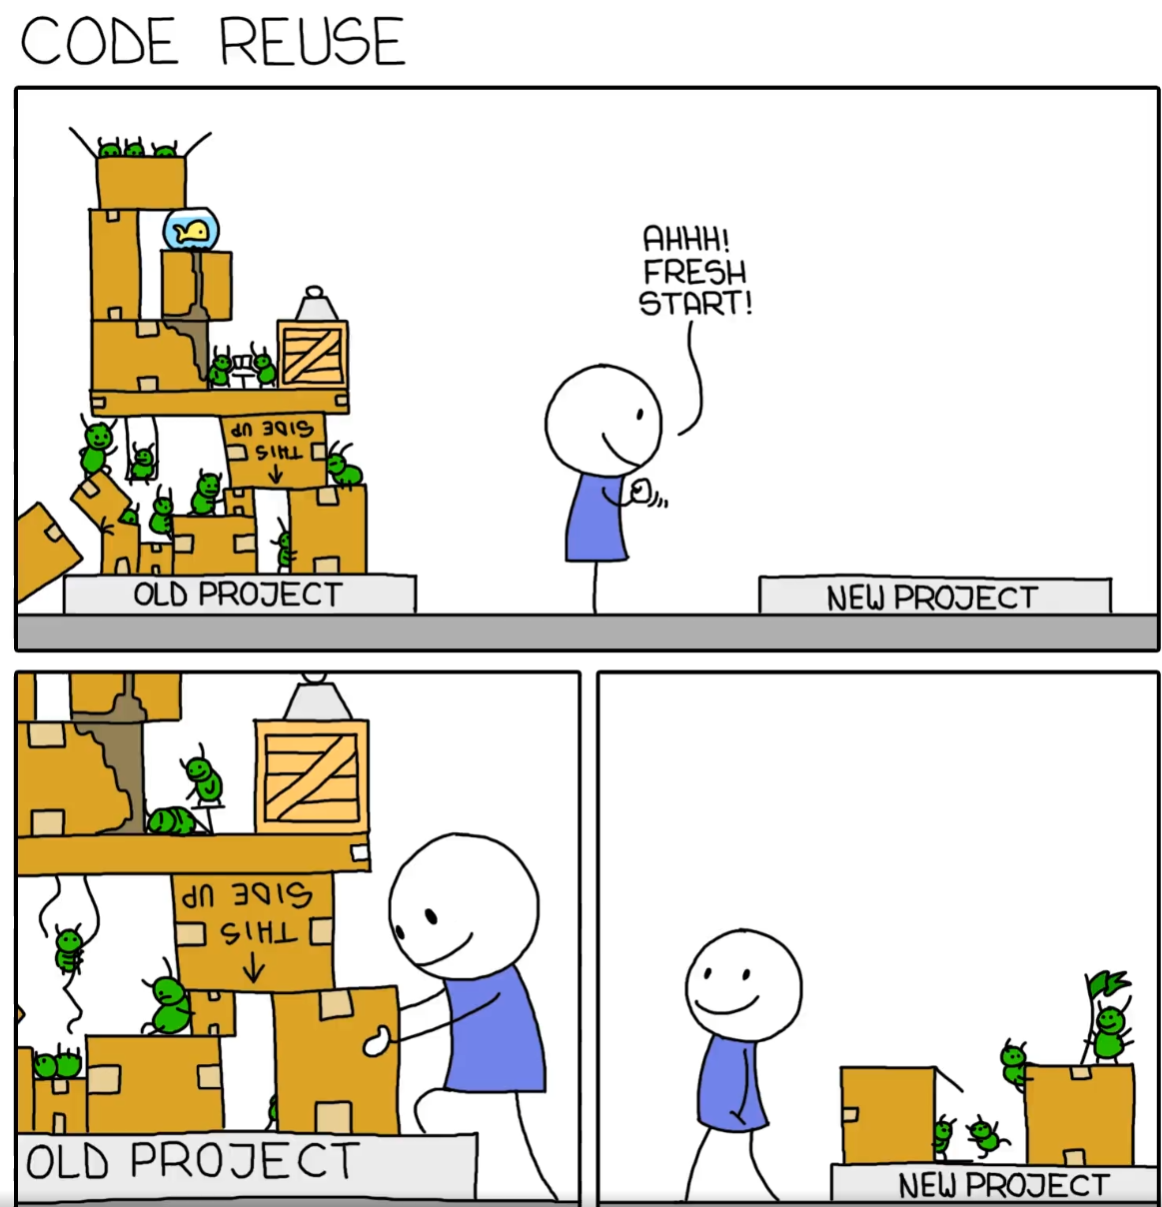 CODE REUSE
AHHH!
FRESH
START!
THIS
SIDE UP
OLD PROJECT
NEW PROJECT
THIS
SIDE UP
OLD PROJECT
NEW PROJECT